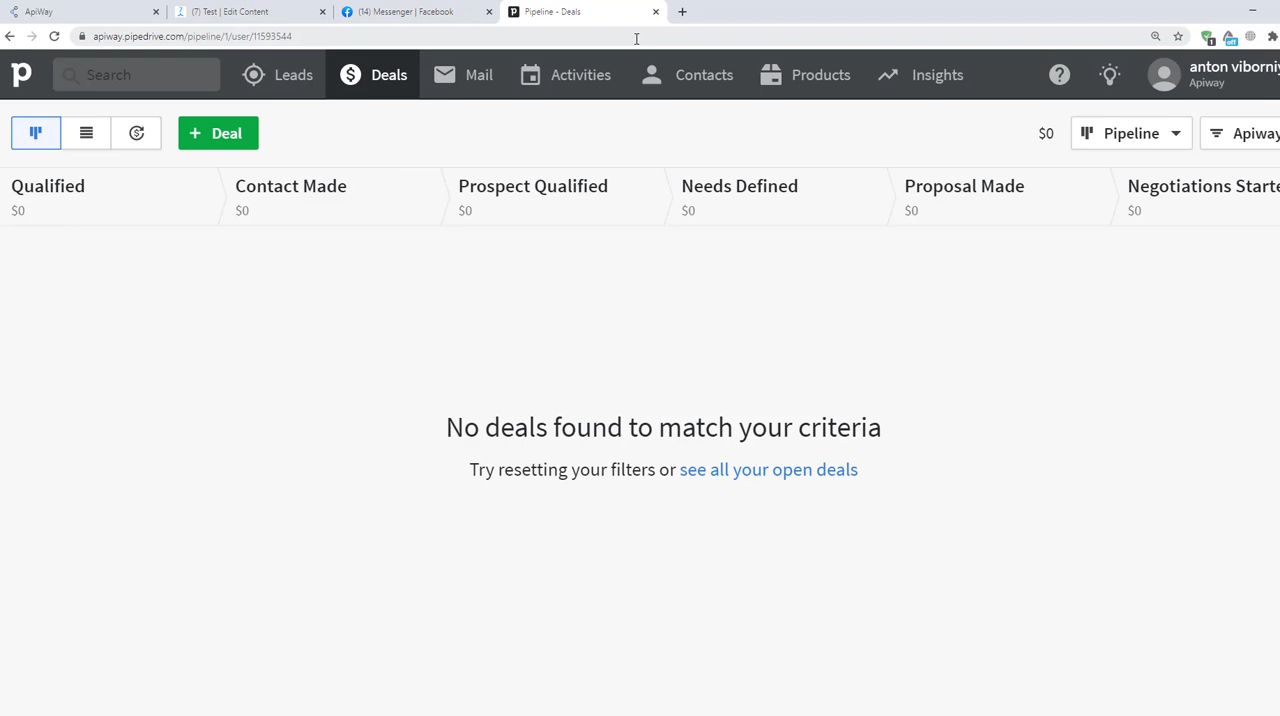 ApiWay
(7) Test | Edit Content
(14) Messenger | Facebook
Pipeline - Deals
apiway.pipedrive.com/pipeline/1/user/11593544
1
off
p
Search
Leads
Deals
Mail
Activities
Contacts
Products
Insights
anton viborniy
Apiway
+ Deal
$0
Pipeline
Apiway
Qualified
$0
Contact Made
$0
Prospect Qualified
$0
Needs Defined
$0
Proposal Made
$0
Negotiations Starte
$0
No deals found to match your criteria
Try resetting your filters or see all your open deals